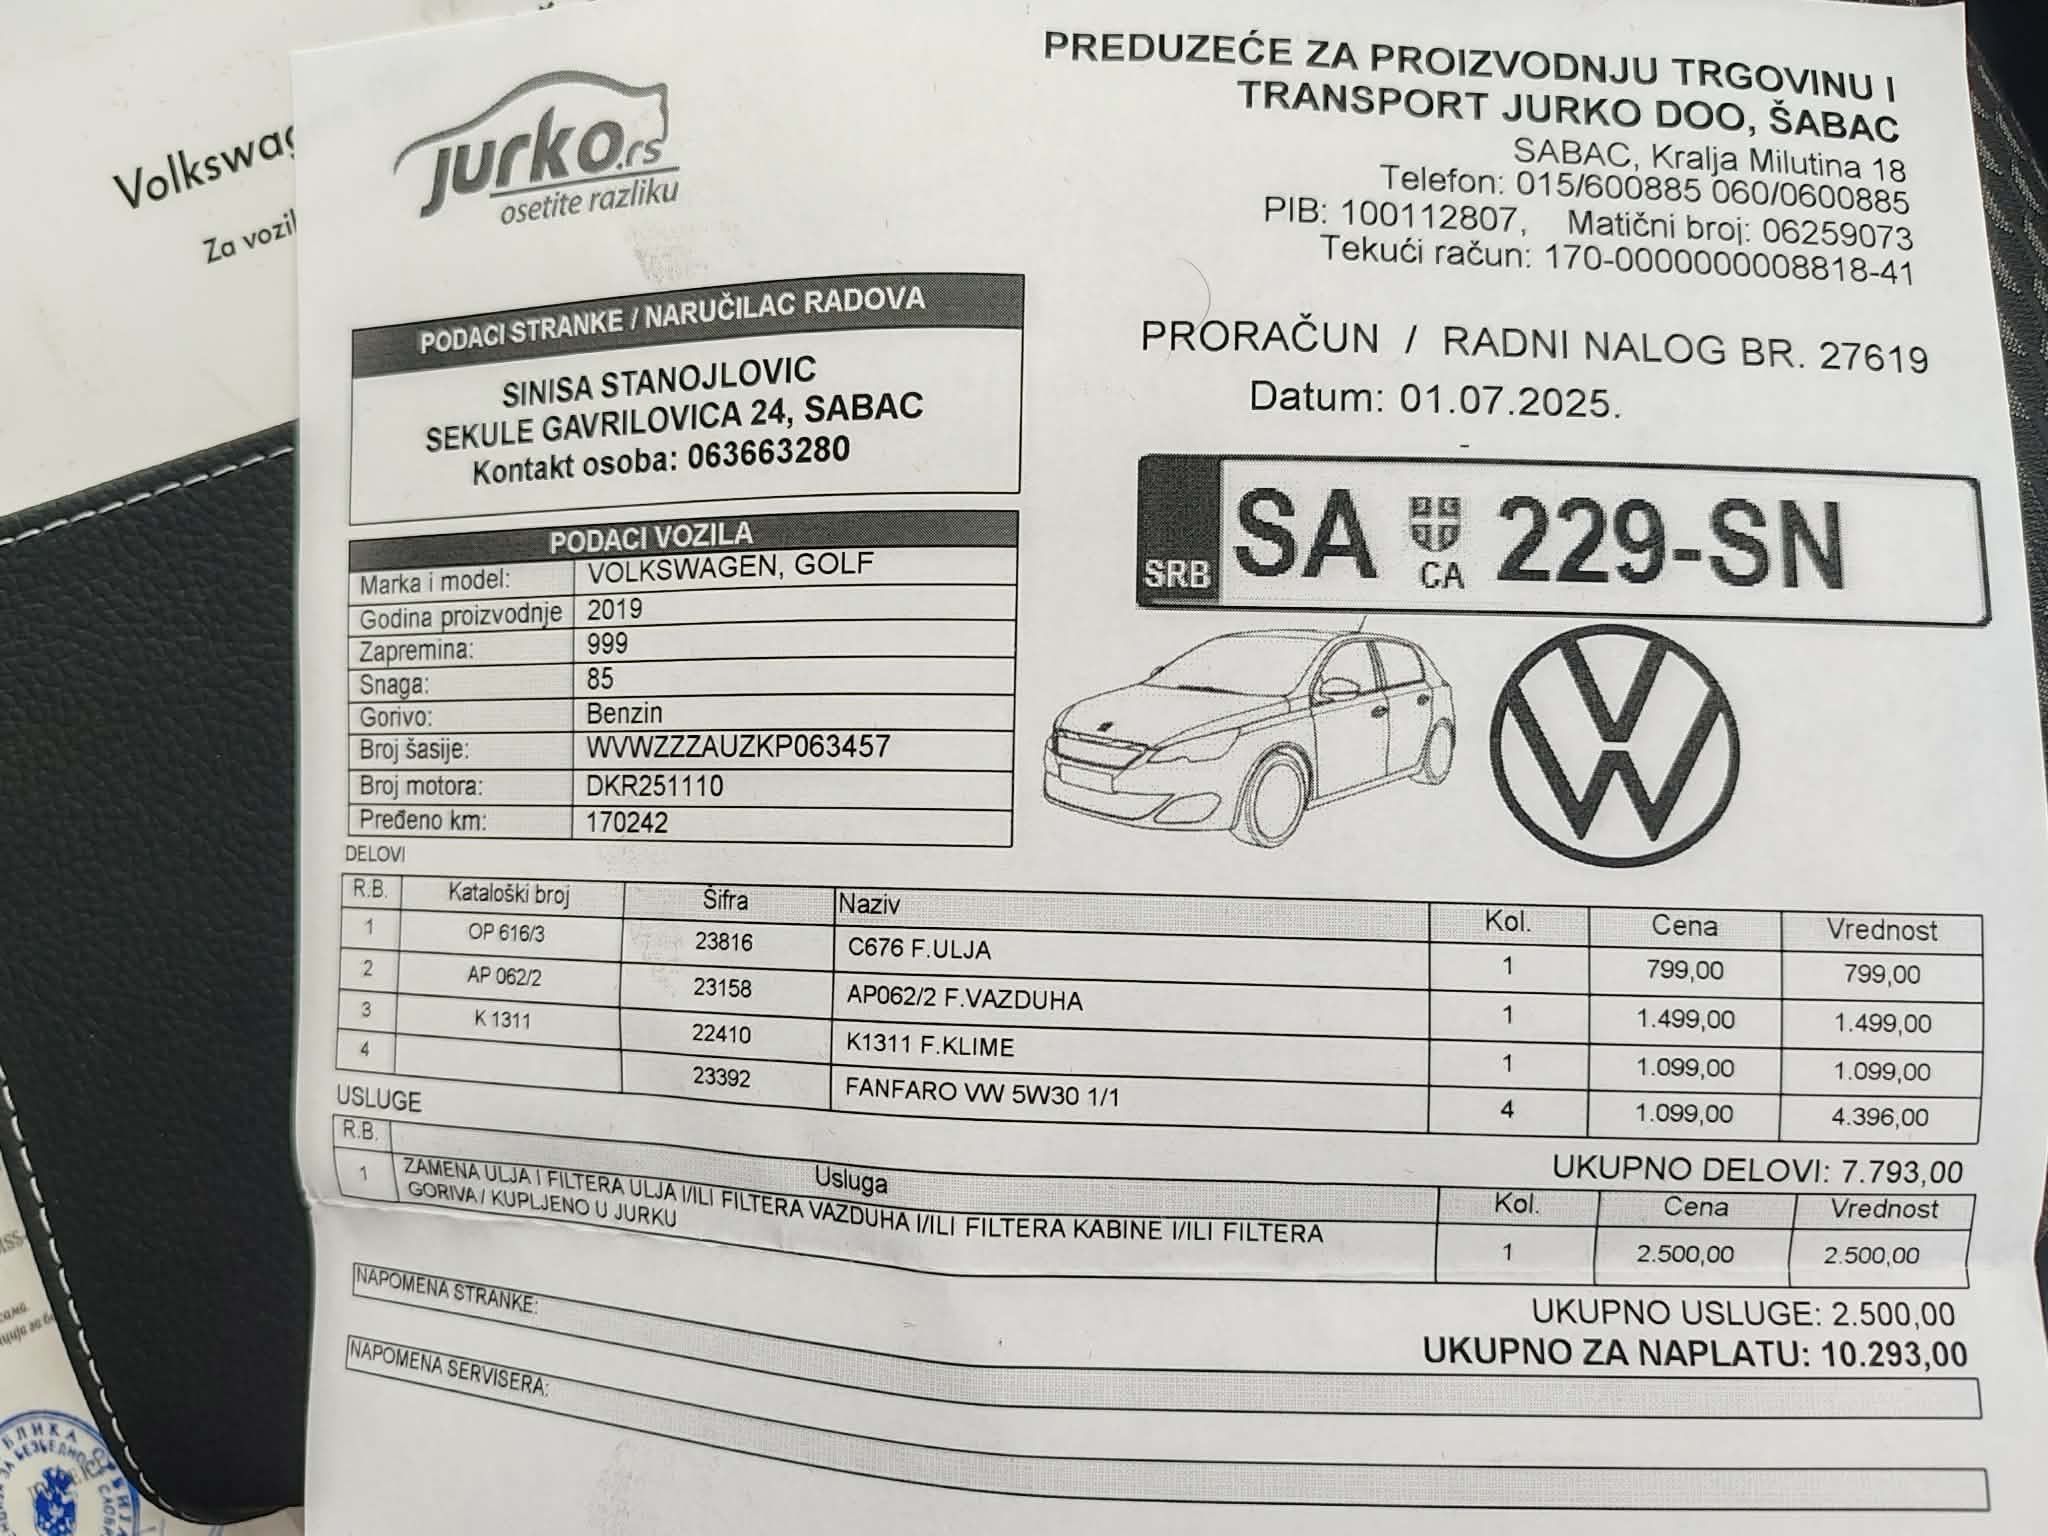 Volkswag
Za vozil
jurko.rs
osetite razliku
PREDUZEĆE ZA PROIZVODNJU TRGOVINU I
TRANSPORT JURKO DOO, ŠABAC
SABAC, Kralja Milutina 18
Telefon: 015/600885 060/0600885
PIB: 100112807, Matični broj: 06259073
Tekući račun: 170-0000000008818-41
PODACI STRANKE / NARUČILAC RADOVA
SINISA STANOJLOVIC
SEKULE GAVRILOVICA 24, SABAC
Kontakt osoba: 063663280
PRORAČUN / RADNI NALOG BR. 27619
Datum: 01.07.2025.
SRB SA CA 229-SN
PODACI VOZILA
Marka i model: VOLKSWAGEN, GOLF
Godina proizvodnje 2019
Zapremina: 999
Snaga: 85
Gorivo: Benzin
Broj šasije: WVWZZZAUZKP063457
Broj motora: DKR251110
Pređeno km: 170242
DELOVI
R.B. Kataloški broj Šifra Naziv Kol. Cena Vrednost
1 OP 616/3 23816 C676 F.ULJA 1 799,00 799,00
2 AP 062/2 23158 AP062/2 F.VAZDUHA 1 1.499,00 1.499,00
3 K 1311 22410 K1311 F.KLIME 1 1.099,00 1.099,00
4 23392 FANFARO VW 5W30 1/1 4 1.099,00 4.396,00
UKUPNO DELOVI: 7.793,00
USLUGE
R.B. Usluga Kol. Cena Vrednost
1 ZAMENA ULJA I FILTERA ULJA I/ILI FILTERA VAZDUHA I/ILI FILTERA KABINE I/ILI FILTERA
GORIVA / KUPLJENO U JURKU 1 2.500,00 2.500,00
UKUPNO USLUGE: 2.500,00
UKUPNO ZA NAPLATU: 10.293,00
NAPOMENA STRANKE:
NAPOMENA SERVISERA: